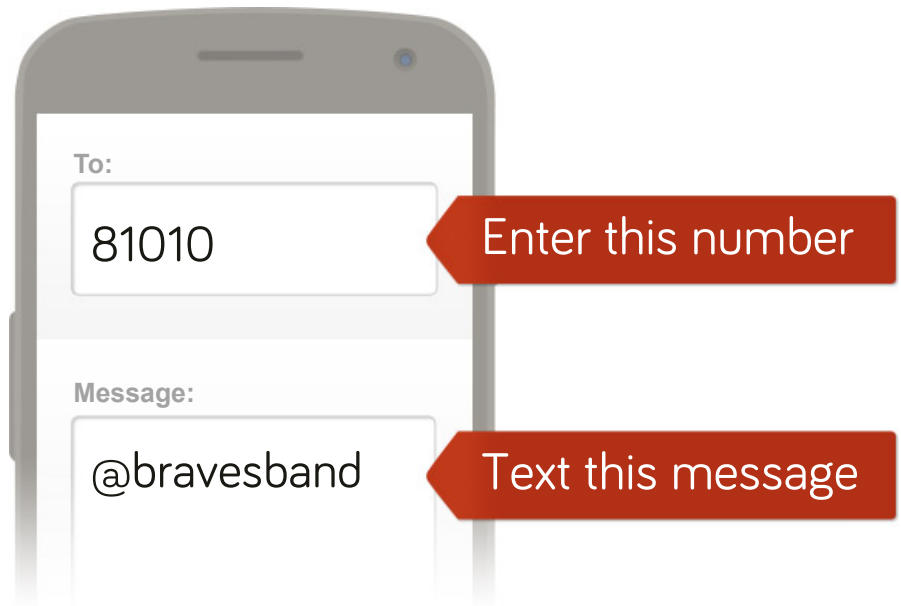 To:
81010
Enter this number
Message:
@bravesband
Text this message